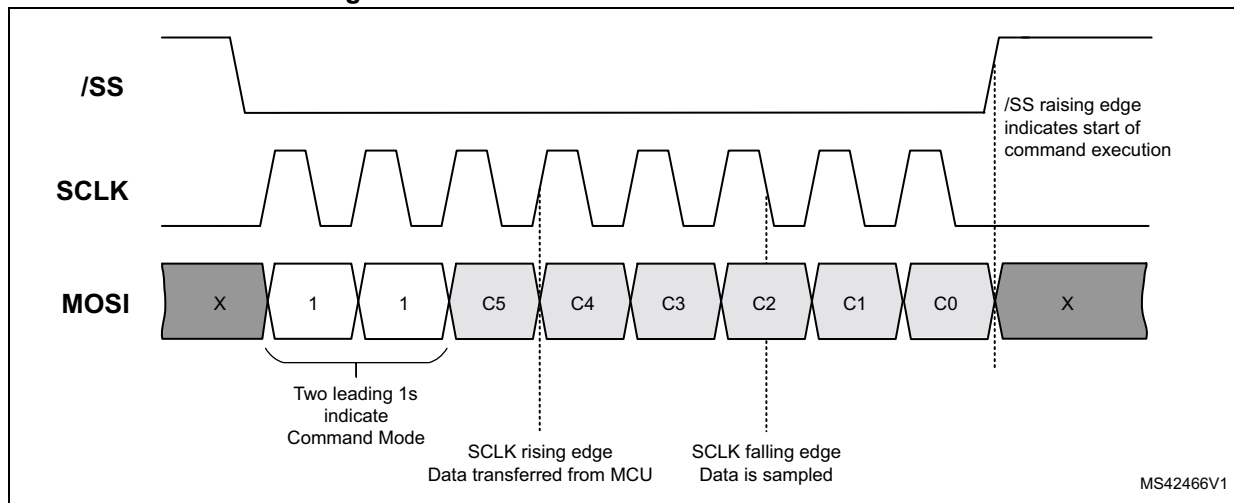 /SS
/SS raising edge
indicates start of
command execution
SCLK
MOSI
X 1 1 C5 C4 C3 C2 C1 C0 X
Two leading 1s
indicate
Command Mode
SCLK rising edge
Data transferred from MCU
SCLK falling edge
Data is sampled
MS42466V1